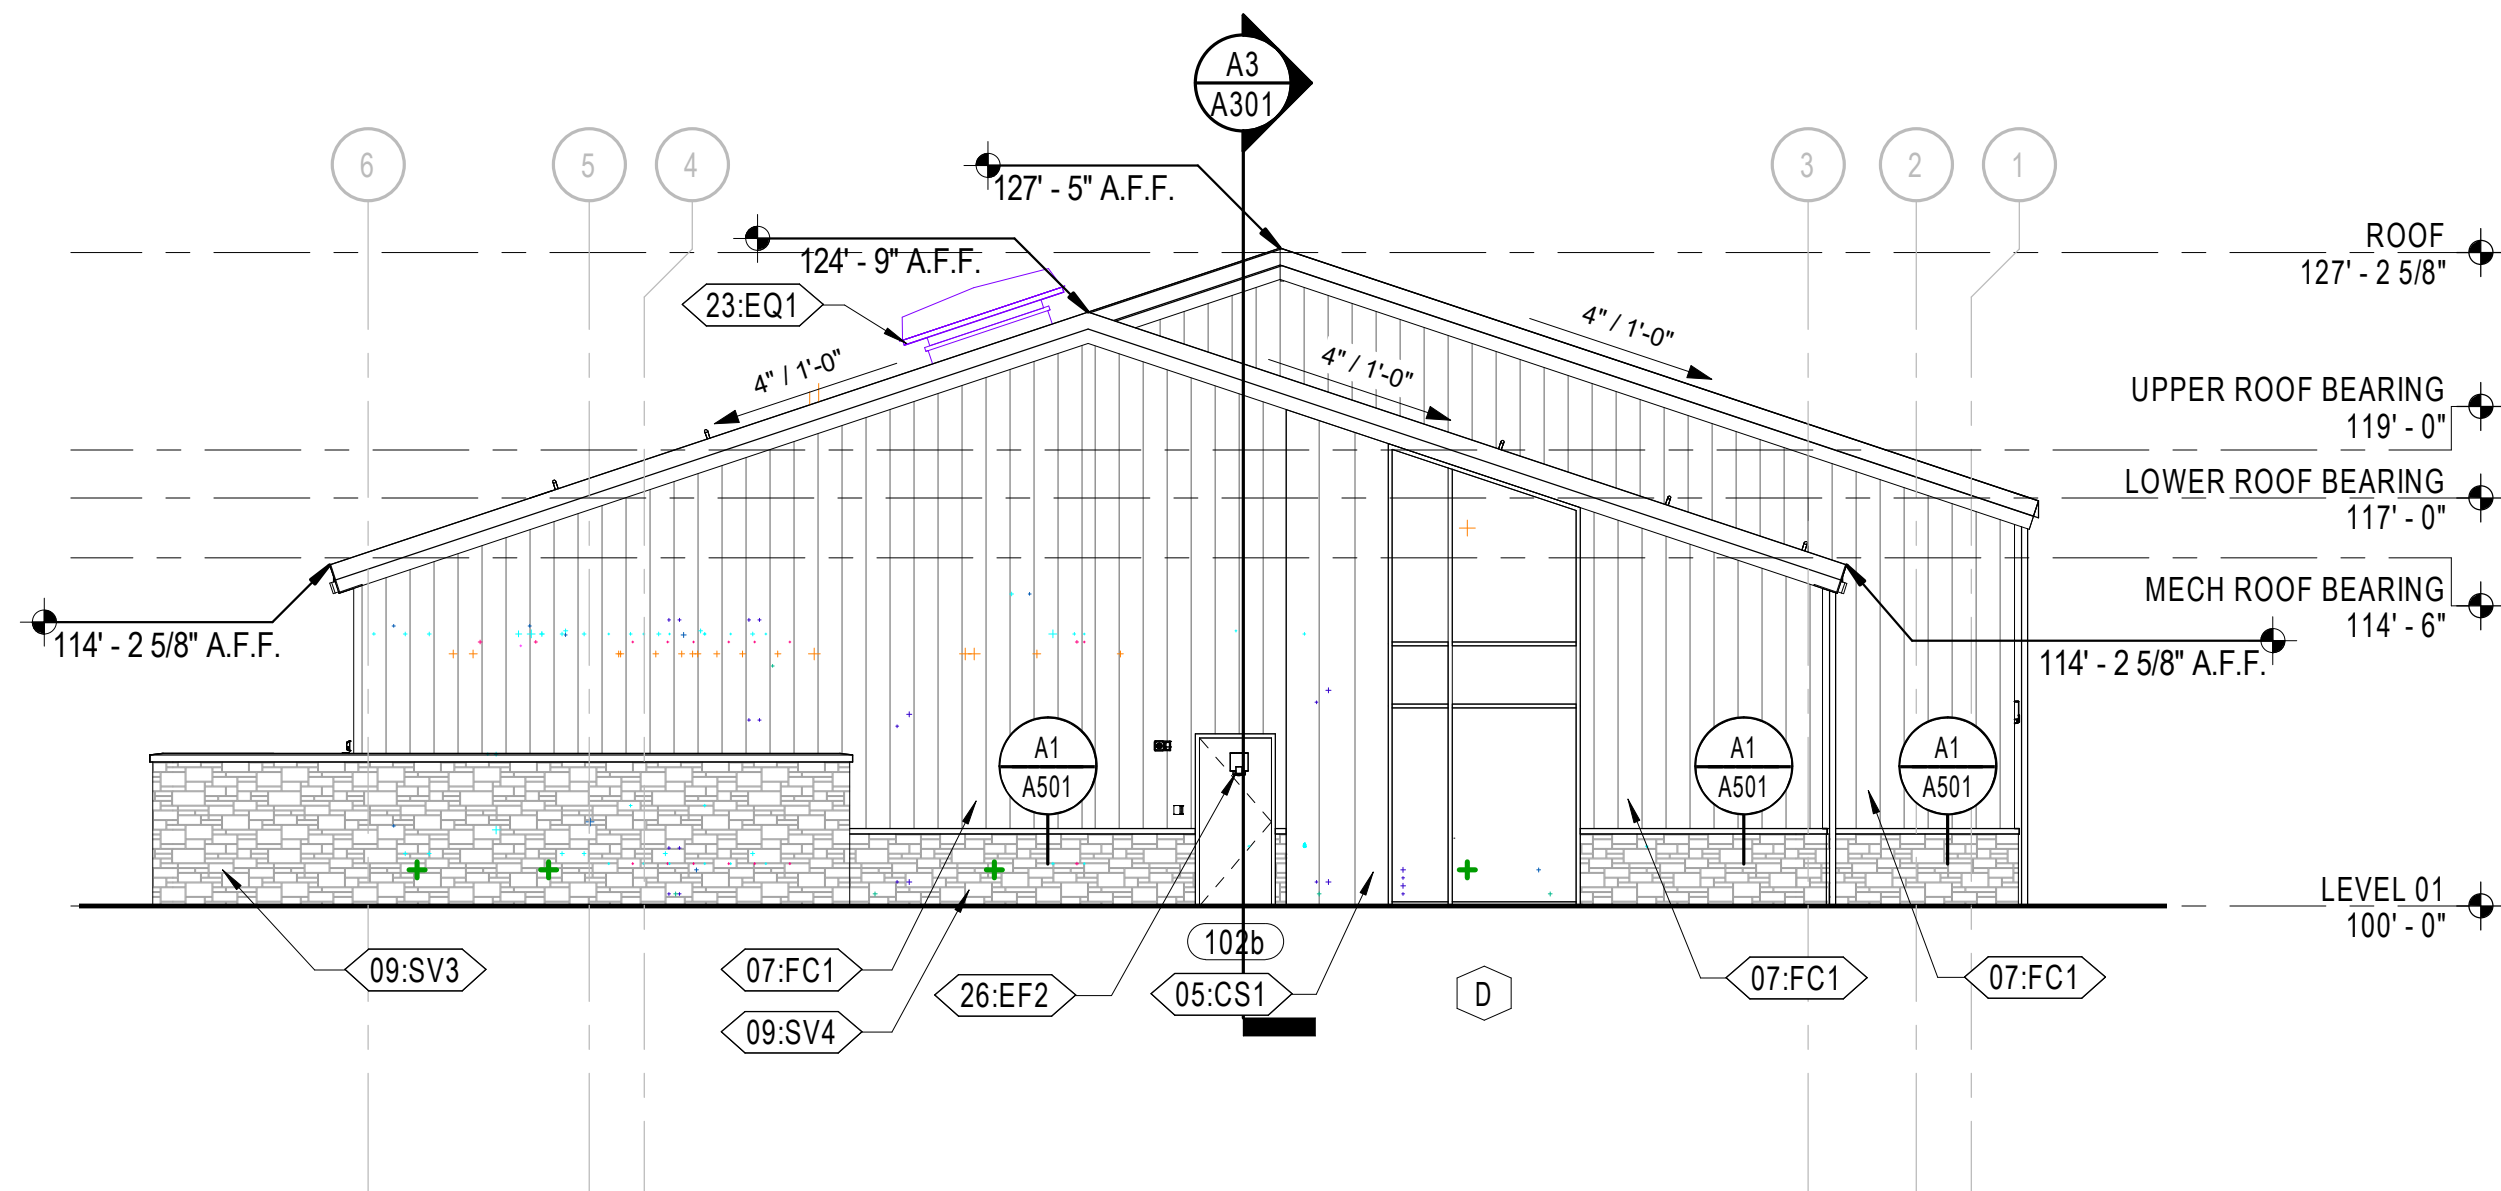 A3
A301
6
5
4
3
2
1
127' - 5" A.F.F.
124' - 9" A.F.F.
23:EQ1
4" / 1'-0"
4" / 1'-0"
4" / 1'-0"
ROOF
127' - 2 5/8"
UPPER ROOF BEARING
119' - 0"
LOWER ROOF BEARING
117' - 0"
MECH ROOF BEARING
114' - 6"
114' - 2 5/8" A.F.F.
114' - 2 5/8" A.F.F.
A1
A501
A1
A501
A1
A501
LEVEL 01
100' - 0"
102b
09:SV3
07:FC1
26:EF2
05:CS1
D
07:FC1
07:FC1
09:SV4